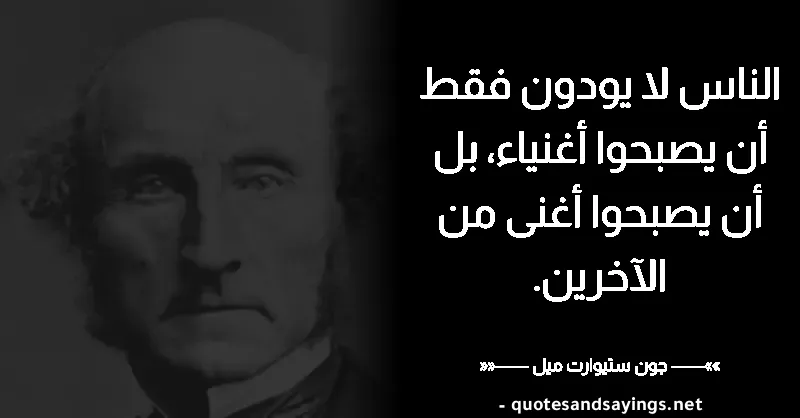 الناس لا يودون فقط
أن يصبحوا أغنياء، بل
أن يصبحوا أغنى من
الآخرين.
»»—— جون ستيوارت ميل ——««
- quotesandsayings.net